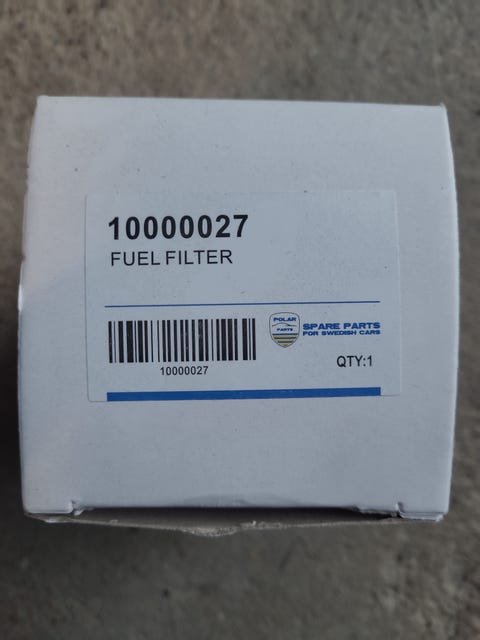 10000027
FUEL FILTER
10000027
POLAR
PARTS
SPARE PARTS
FOR SWEDISH CARS
QTY:1